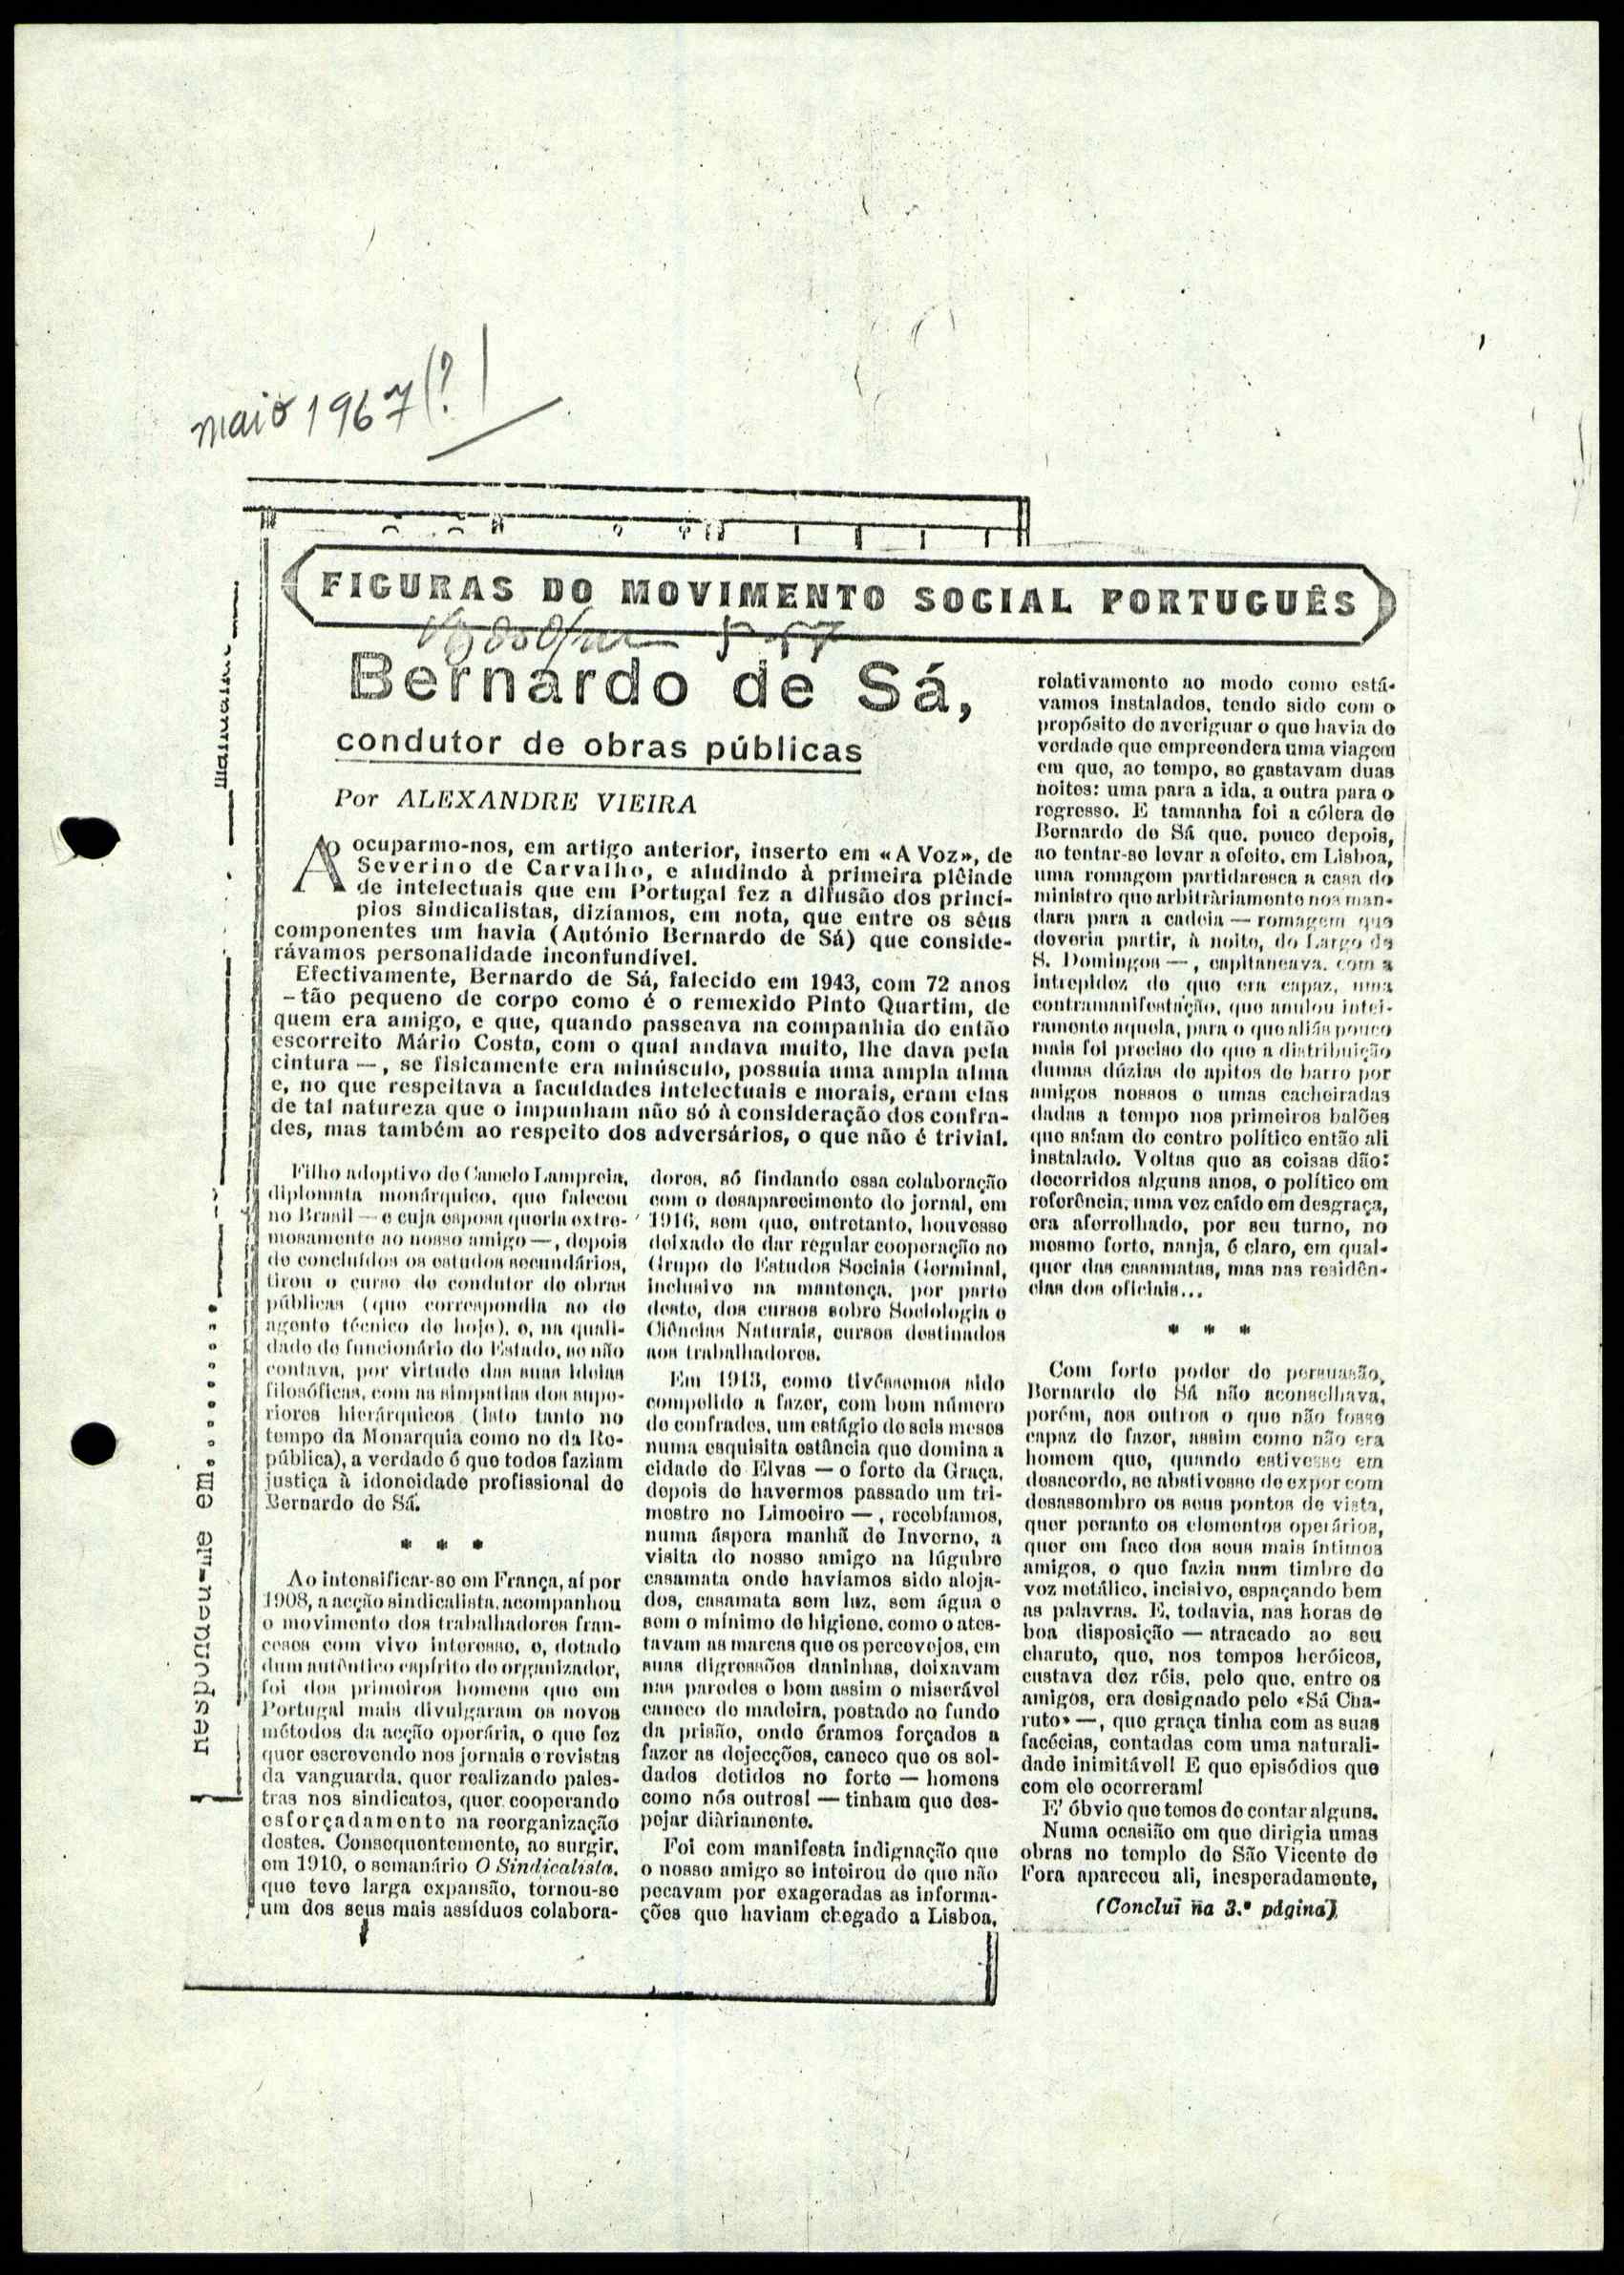 maio 1967 (?)
FIGURAS DO MOVIMENTO SOCIAL PORTUGUÊS
Bernardo de Sá,
condutor de obras públicas
Por ALEXANDRE VIEIRA
A ocuparmo-nos, em artigo anterior, inserto em «A Voz», de
Severino de Carvalho, e aludindo à primeira plêiade
de intelectuais que em Portugal fez a difusão dos princí-
pios sindicalistas, dizíamos, em nota, que entre os sêus
componentes um havia (António Bernardo de Sá) que conside-
rávamos personalidade inconfundível.
Efectivamente, Bernardo de Sá, falecido em 1943, com 72 anos
—tão pequeno de corpo como é o remexido Pinto Quartim, de
quem era amigo, e que, quando passeava na companhia do então
escorreito Mário Costa, com o qual andava muito, lhe dava pela
cintura —, se fisicamente era minúsculo, possuia uma ampla alma
e, no que respeitava a faculdades intelectuais e morais, eram elas
de tal natureza que o impunham não só à consideração dos confra-
des, mas também ao respeito dos adversários, o que não é trivial.
Filho adoptivo do Camelo Lampreia,
diplomata monárquico, que faleceu
no Brasil — e cuja esposa queria extre-
mosamente ao nosso amigo —, depois
de concluídos os estudos secundários,
tirou o curso de condutor de obras
públicas (que correspondia ao do
agente técnico de hoje), e, na quali-
dade de funcionário do Estado, se não
contava, por virtude das suas ideias
filosóficas, com as simpatias dos supe-
riores hierárquicos (isto tanto no
tempo da Monarquia como no da Re-
pública), a verdade é que todos faziam
justiça à idoneidade profissional de
Bernardo de Sá.
* * *
Ao intensificar-se em França, aí por
1908, a acção sindicalista, acompanhou
o movimento dos trabalhadores fran-
ceses com vivo interesse, e, dotado
dum autêntico espírito de organizador,
foi dos primeiros homens que em
Portugal mais divulgaram os novos
métodos da acção operária, o que fez
quer escrevendo nos jornais e revistas
da vanguarda, quer realizando pales-
tras nos sindicatos, quer cooperando
esforçadamente na reorganização
destes. Consequentemente, ao surgir,
em 1910, o semanário O Sindicalista,
que teve larga expansão, tornou-se
um dos seus mais assíduos colabora-
dores, só findando essa colaboração
com o desaparecimento do jornal, em
1916, sem que, entretanto, houvesse
deixado de dar regular cooperação ao
Grupo de Estudos Sociais Germinal,
inclusivo na mantença, por parte
deste, dos cursos sobre Sociologia e
Ciências Naturais, cursos destinados
aos trabalhadores.
Em 1913, como tivéssemos sido
compelido a fazer, com bom número
de confrades, um estágio de seis meses
numa esquisita estância que domina a
cidade de Elvas — o forte da Graça,
depois de havermos passado um tri-
mestre no Limoeiro —, recebíamos,
numa áspera manhã de Inverno, a
visita do nosso amigo na lúgubre
casamata onde havíamos sido aloja-
dos, casamata sem luz, sem água e
sem o mínimo de higiene, como o ates-
tavam as marcas que os percevejos, em
suas digressões daninhas, deixavam
nas paredes e bem assim o miserável
caneco de madeira, postado ao fundo
da prisão, onde éramos forçados a
fazer as dejecções, caneco que os sol-
dados detidos no forte — homens
como nós outros! — tinham que des-
pejar diàriamente.
Foi com manifesta indignação que
o nosso amigo se inteirou de que não
pecavam por exageradas as informa-
ções que haviam chegado a Lisboa,
relativamente ao modo como está-
vamos instalados, tendo sido com o
propósito de averiguar o que havia de
verdade que empreendera uma viagem
em que, ao tempo, se gastavam duas
noites: uma para a ida, a outra para o
regresso. E tamanha foi a cólera de
Bernardo de Sá que, pouco depois,
ao tentar-se levar a efeito, em Lisboa,
uma romagem partidaresca a casa do
ministro que arbitràriamente nos man-
dara para a cadeia — romagem que
deveria partir, à noite, do Largo de
S. Domingos —, capitaneava, com a
intrepidez de que era capaz, uma
contramanifestação, que anulou intei-
ramente aquela, para o que aliás pouco
mais foi preciso do que a distribuição
dumas dúzias de apitos de barro por
amigos nossos e umas cacheiradas
dadas a tempo nos primeiros balões
que saíam do centro político então ali
instalado. Voltas que as coisas dão:
decorridos alguns anos, o político em
referência, uma vez caído em desgraça,
era aferrolhado, por seu turno, no
mesmo forte, nanja, é claro, em qual-
quer das casamatas, mas nas residên-
cias dos oficiais...
* * *
Com forte poder de persuasão,
Bernardo de Sá não aconselhava,
porém, aos outros o que não fosse
capaz de fazer, assim como não era
homem que, quando estivesse em
desacordo, se abstivesse de expor com
desassombro os seus pontos de vista,
quer perante os elementos operários,
quer em face dos seus mais íntimos
amigos, o que fazia num timbre de
voz metálico, incisivo, espaçando bem
as palavras. E, todavia, nas horas de
boa disposição — atracado ao seu
charuto, que, nos tempos heróicos,
custava dez réis, pelo que, entre os
amigos, era designado pelo «Sá Cha-
ruto» —, que graça tinha com as suas
facécias, contadas com uma naturali-
dade inimitável! E que episódios que
com ele ocorreram!
E' óbvio que temos de contar alguns.
Numa ocasião em que dirigia umas
obras no templo de São Vicente de
Fora apareceu ali, inesperadamente,
(Conclui na 3.ª página)
Respondeu-me em